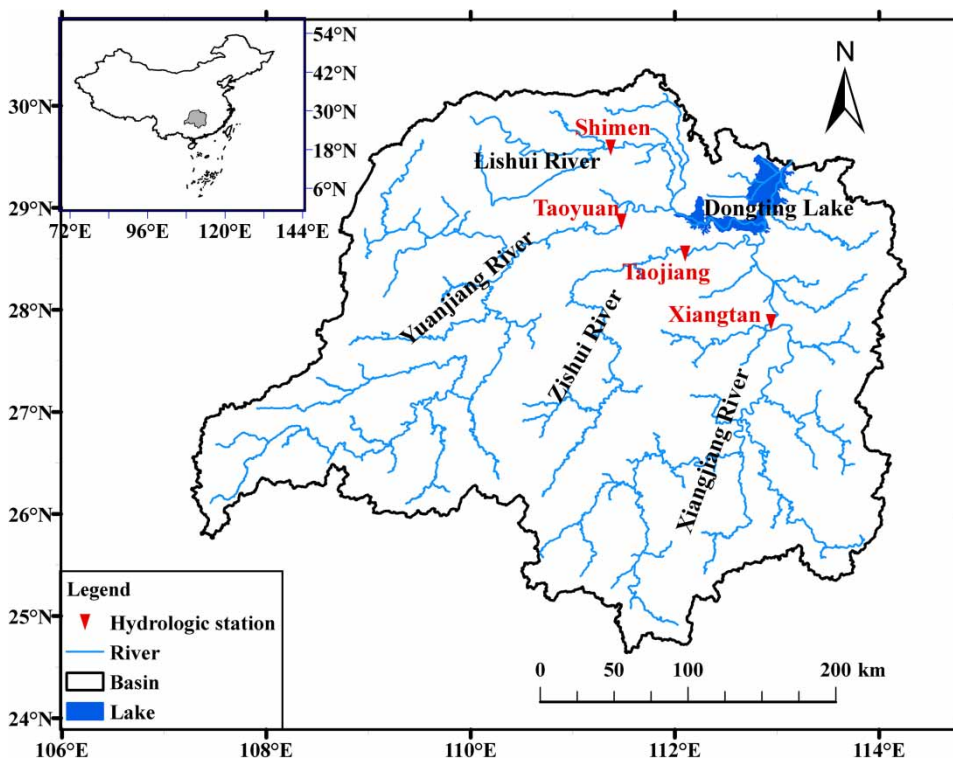 54°N
42°N
30°N
18°N
6°N
72°E 96°E 120°E 144°E
N
30°N
29°N
28°N
27°N
26°N
25°N
24°N
Shimen
Lishui River
Taoyuan
Dongting Lake
Yuanjiang River
Taojiang
Zishui River
Xiangtan
Xiangjiang River
Legend
Hydrologic station
River
Basin
Lake
0 50 100 200 km
106°E 108°E 110°E 112°E 114°E